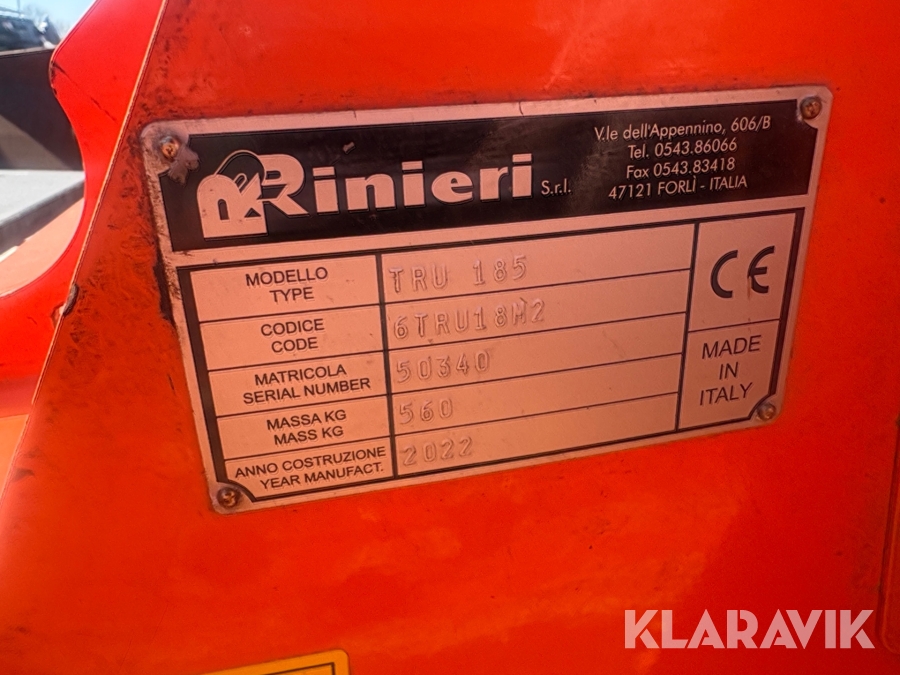 Rinieri S.r.l.
V.le dell'Appennino, 606/B
Tel. 0543.86066
Fax 0543.83418
47121 FORLÌ - ITALIA
MODELLO
TYPE
TRU 185
CODICE
CODE
6TRU18M2
MATRICOLA
SERIAL NUMBER
50340
MASSA KG
MASS KG
560
ANNO COSTRUZIONE
YEAR MANUFACT.
2022
CE
MADE
IN
ITALY
KLARAVIK